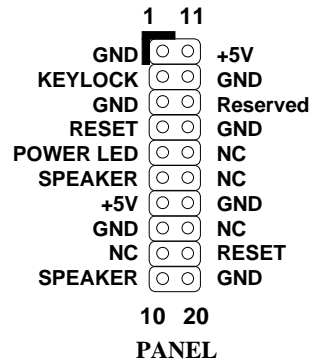 1 11
GND +5V
KEYLOCK GND
GND Reserved
RESET GND
POWER LED NC
SPEAKER NC
+5V GND
GND NC
NC RESET
SPEAKER GND
10 20
PANEL